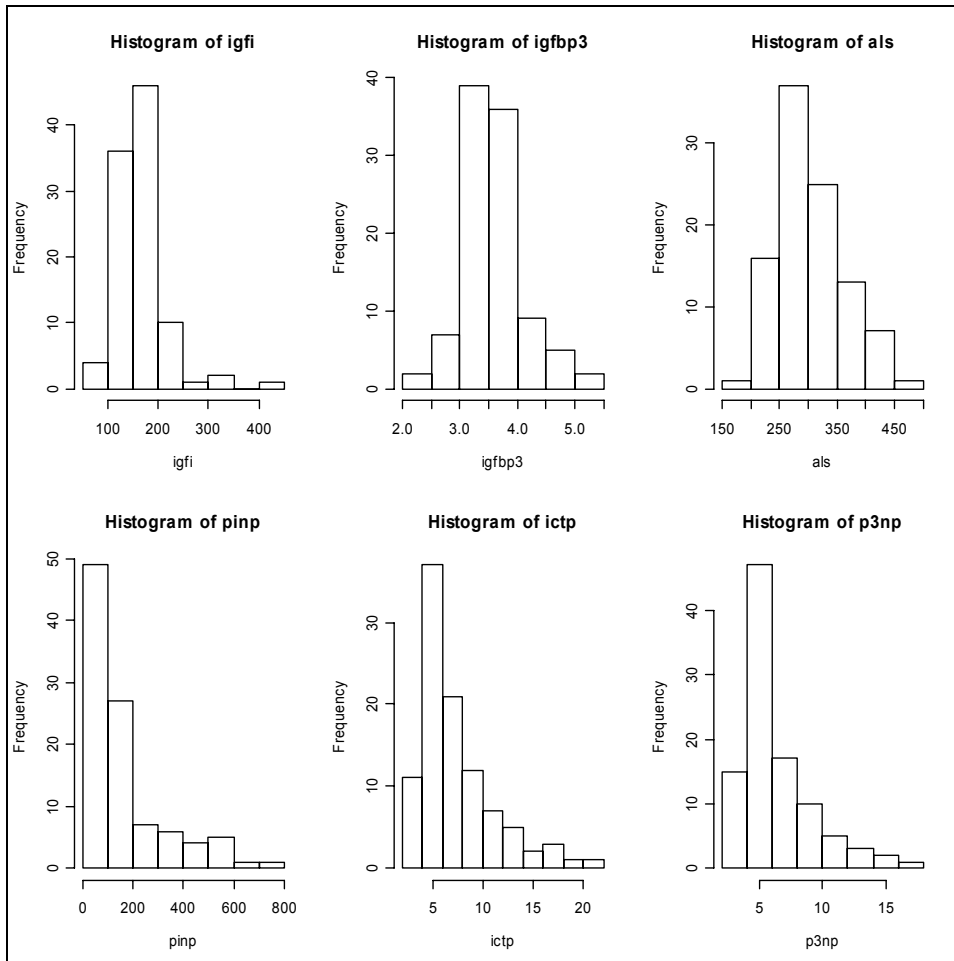 Histogram of igfi
Frequency
0 10 20 30 40
100 200 300 400
igfi
Histogram of igfbp3
Frequency
0 10 20 30 40
2.0 3.0 4.0 5.0
igfbp3
Histogram of als
Frequency
0 10 20 30
150 250 350 450
als
Histogram of pinp
Frequency
0 10 20 30 40 50
0 200 400 600 800
pinp
Histogram of ictp
Frequency
0 10 20 30
5 10 15 20
ictp
Histogram of p3np
Frequency
0 10 20 30 40
5 10 15
p3np